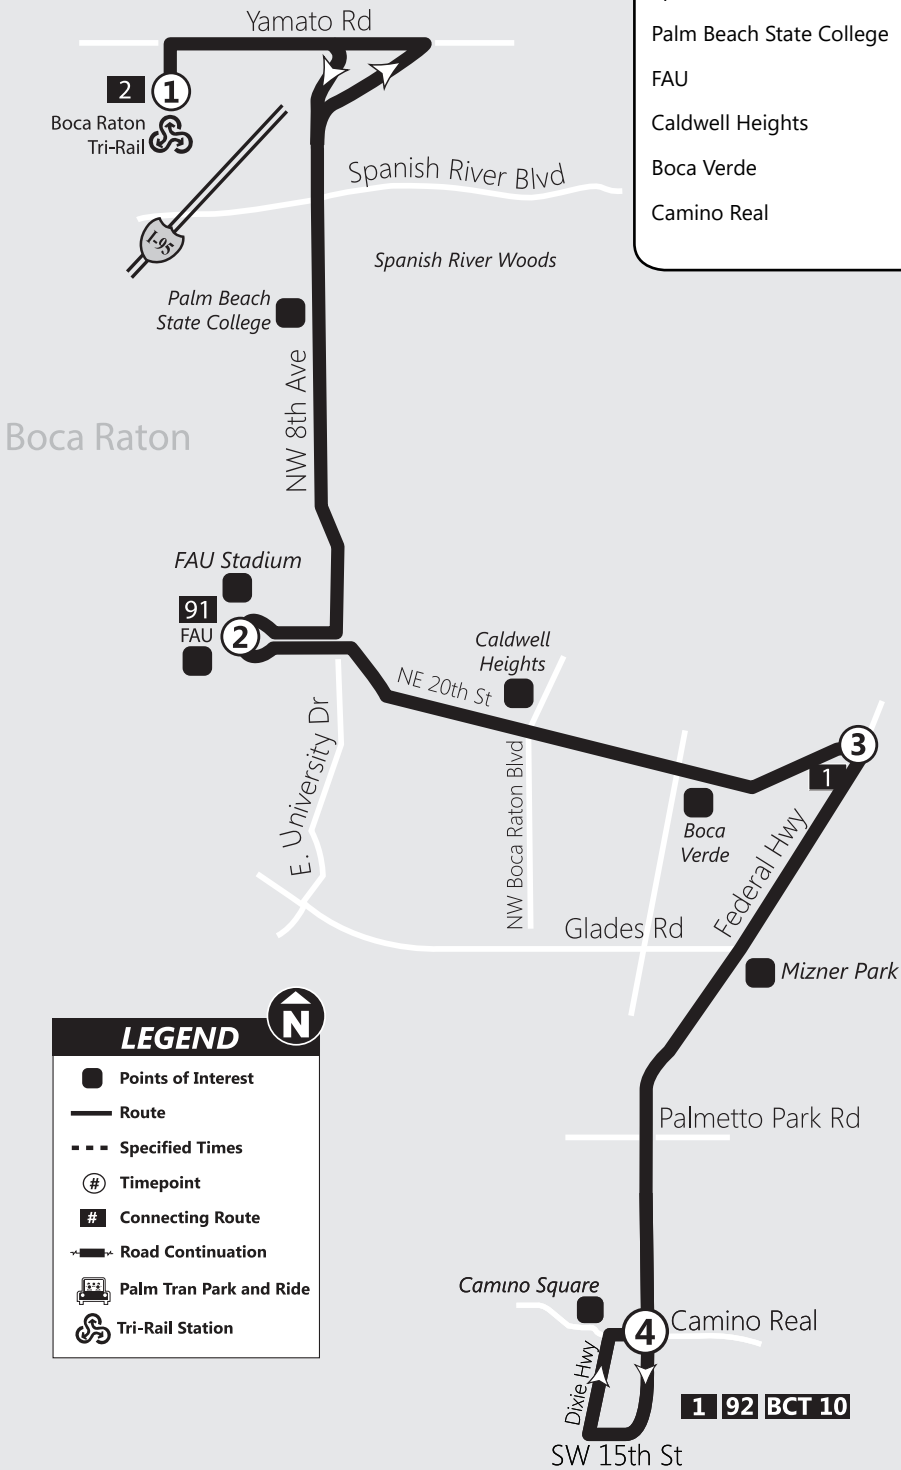 Yamato Rd
Palm Beach State College
FAU
Caldwell Heights
Boca Verde
Camino Real
2
1
Boca Raton
Tri-Rail
Spanish River Blvd
I-95
Spanish River Woods
Palm Beach
State College
NW 8th Ave
Boca Raton
FAU Stadium
91
FAU
2
Caldwell
Heights
NE 20th St
E. University Dr
NW Boca Raton Blvd
3
1
Boca
Verde
Federal Hwy
Glades Rd
Mizner Park
N
LEGEND
Points of Interest
Route
Specified Times
# Timepoint
# Connecting Route
Road Continuation
Palm Tran Park and Ride
Tri-Rail Station
Palmetto Park Rd
Camıno Square
4
Camino Real
Dixie Hwy
1 92 BCT 10
SW 15th St